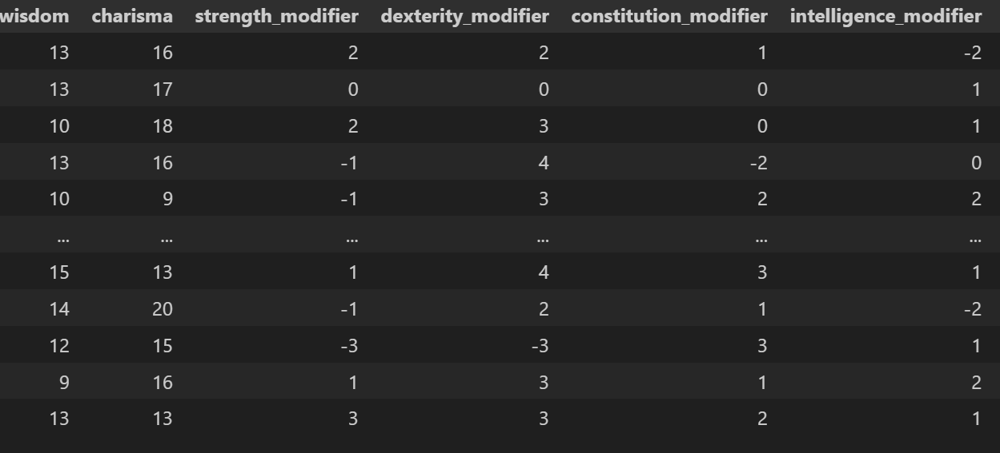 wisdom charisma strength_modifier dexterity_modifier constitution_modifier intelligence_modifier
13 16 2 2 1 -2
13 17 0 0 0 1
10 18 2 3 0 1
13 16 -1 4 -2 0
10 9 -1 3 2 2
... ... ... ... ... ...
15 13 1 4 3 1
14 20 -1 2 1 -2
12 15 -3 -3 3 1
9 16 1 3 1 2
13 13 3 3 2 1